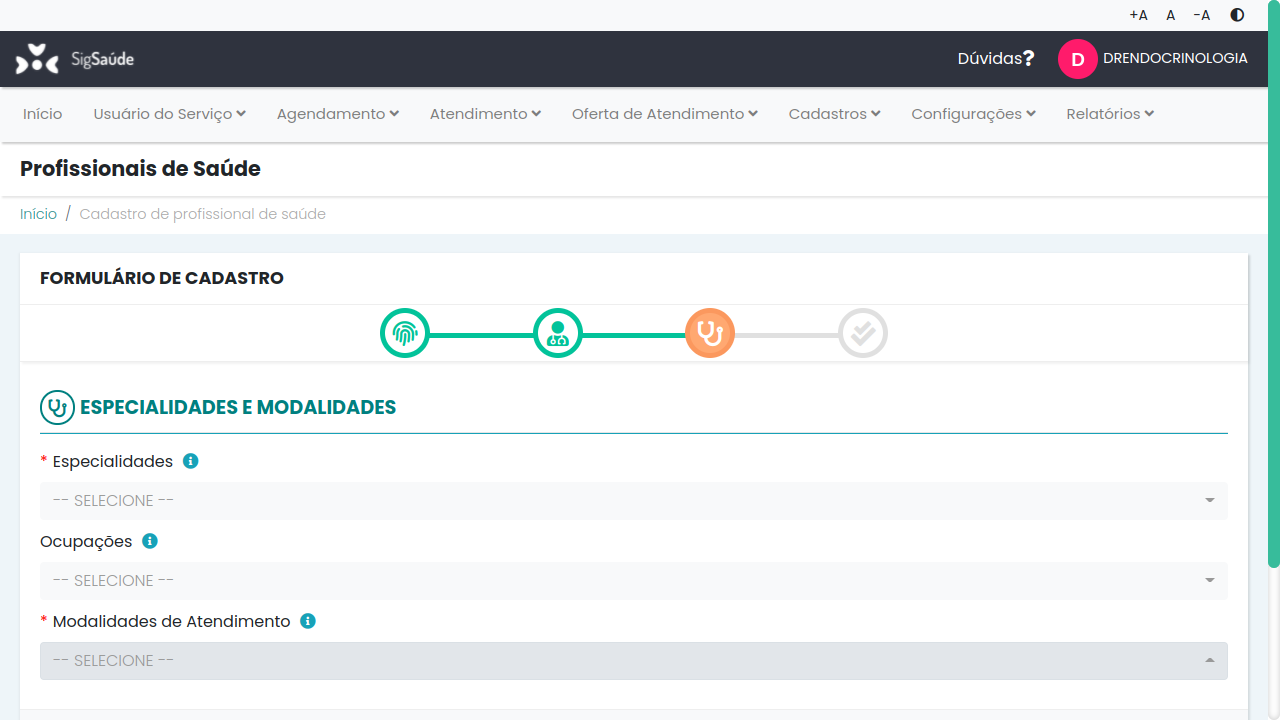 +A A -A
SigSaúde
Dúvidas?
D DRENDOCRINOLOGIA
Início Usuário do Serviço Agendamento Atendimento Oferta de Atendimento Cadastros Configurações Relatórios
Profissionais de Saúde
Início / Cadastro de profissional de saúde
FORMULÁRIO DE CADASTRO
ESPECIALIDADES E MODALIDADES
* Especialidades
-- SELECIONE --
Ocupações
-- SELECIONE --
* Modalidades de Atendimento
-- SELECIONE --